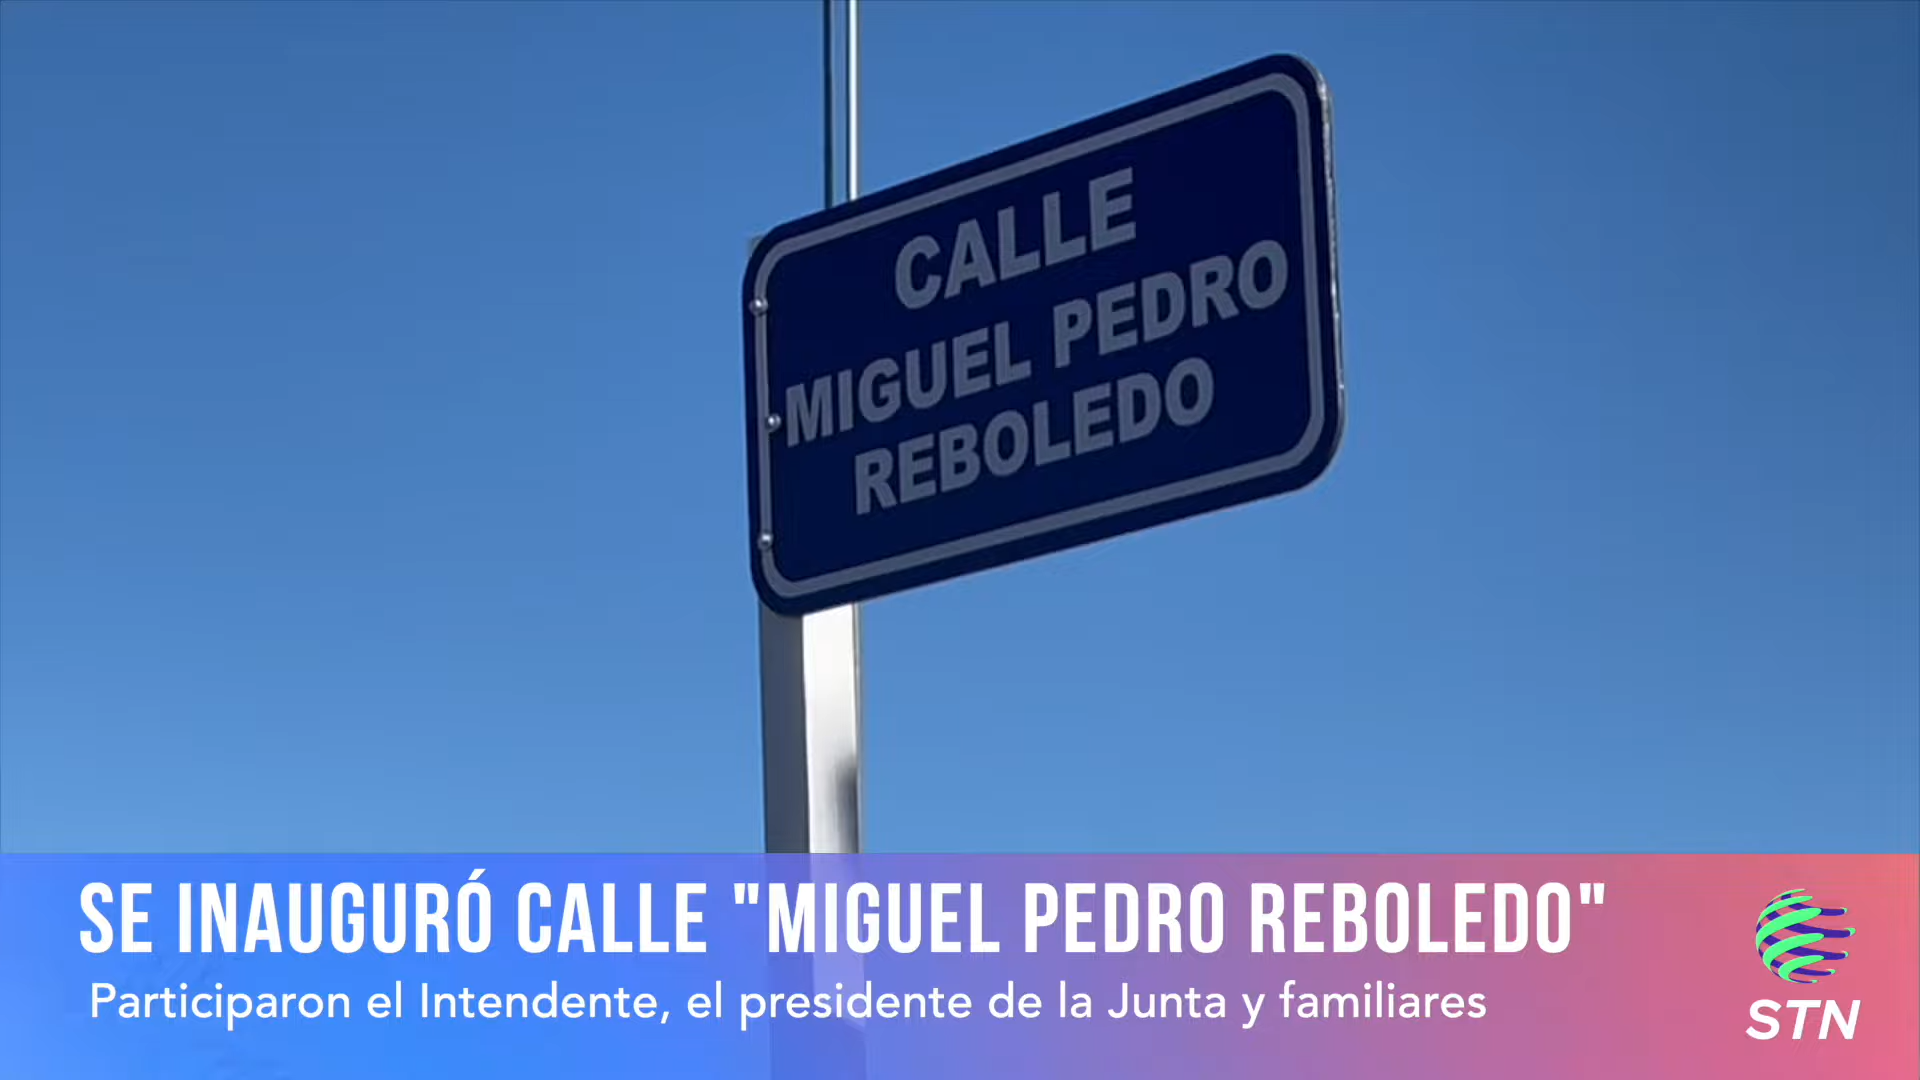 CALLE
MIGUEL PEDRO
REBOLEDO
SE INAUGURÓ CALLE "MIGUEL PEDRO REBOLEDO"
Participaron el Intendente, el presidente de la Junta y familiares
STN